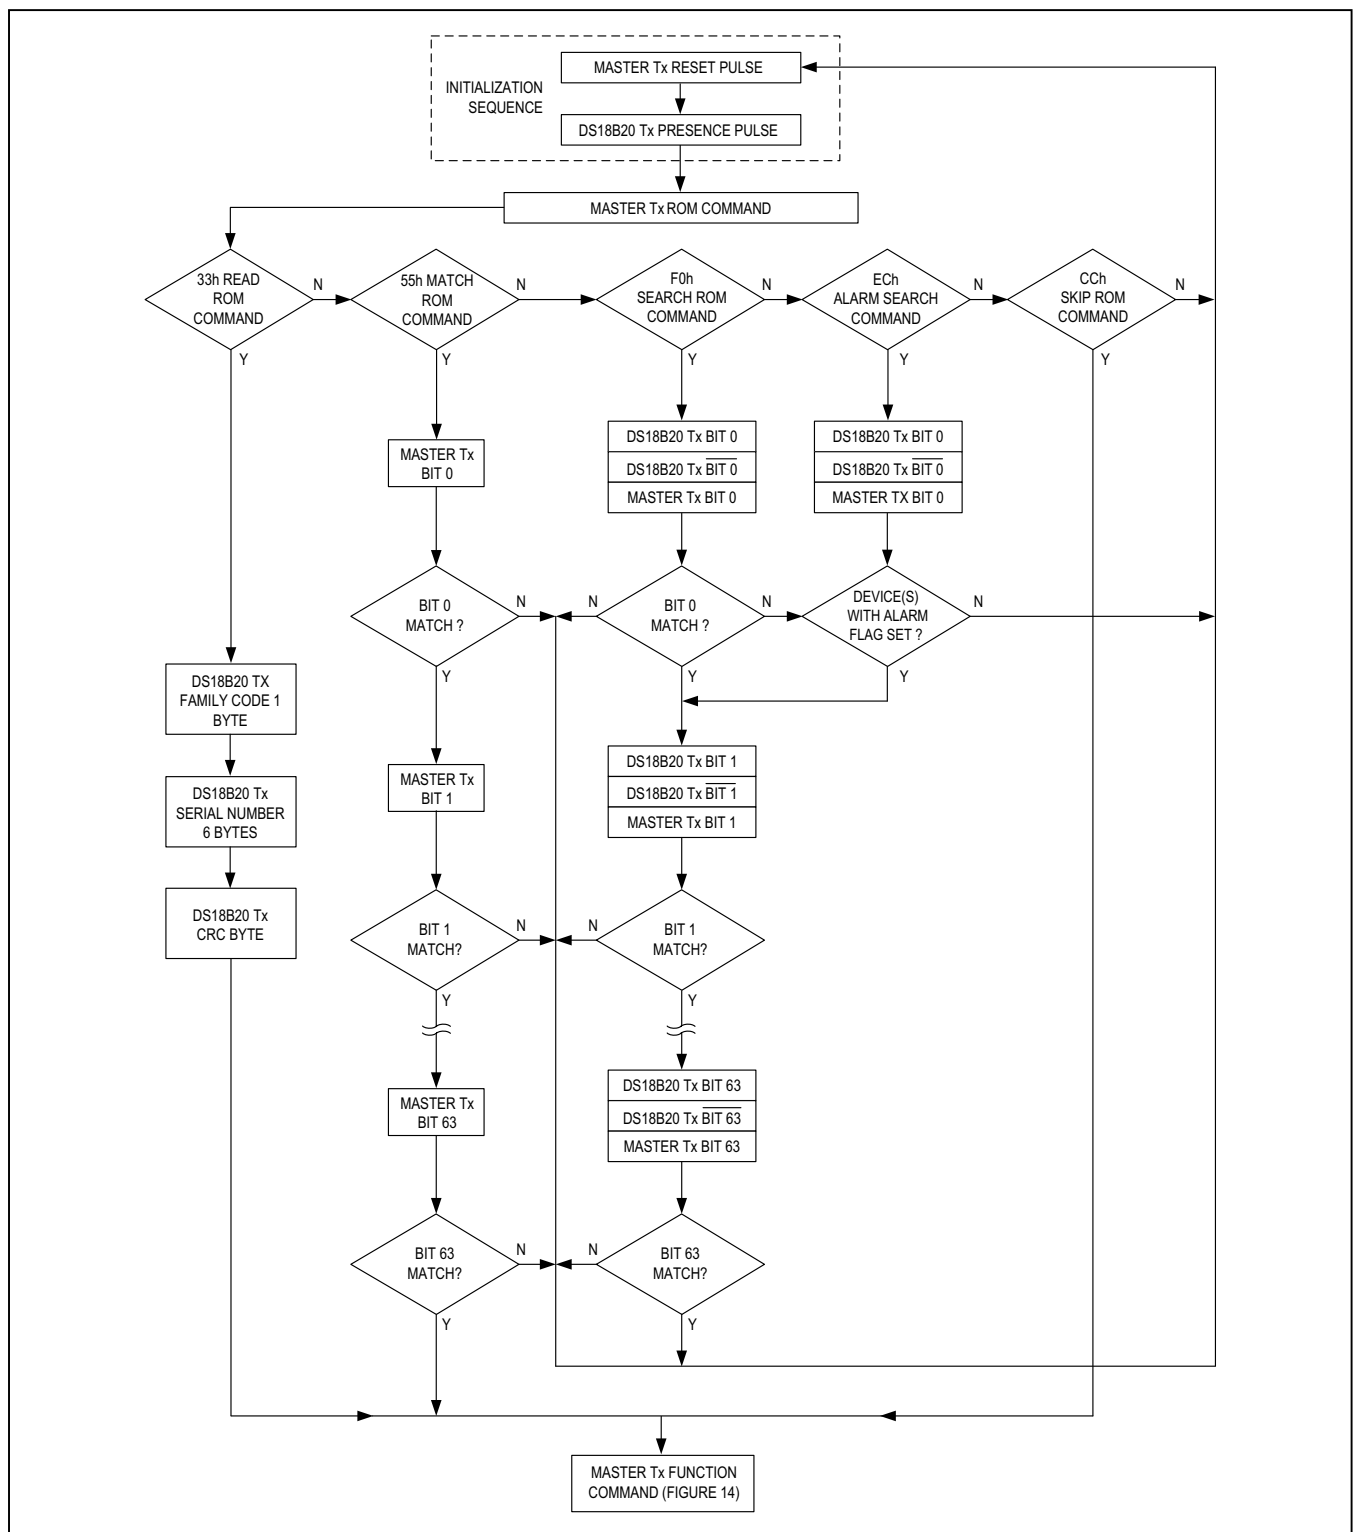 MASTER Tx RESET PULSE
INITIALIZATION
SEQUENCE
DS18B20 Tx PRESENCE PULSE
MASTER Tx ROM COMMAND
33h READ
ROM
COMMAND
N
Y
55h MATCH
ROM
COMMAND
N
Y
F0h
SEARCH ROM
COMMAND
N
Y
ECh
ALARM SEARCH
COMMAND
N
Y
CCh
SKIP ROM
COMMAND
N
Y
MASTER Tx
BIT 0
DS18B20 Tx BIT 0
DS18B20 Tx B̅I̅T̅ ̅0̅
MASTER Tx BIT 0
DS18B20 Tx BIT 0
DS18B20 Tx B̅I̅T̅ ̅0̅
MASTER TX BIT 0
BIT 0
MATCH ?
N
Y
BIT 0
MATCH ?
N
N
Y
DEVICE(S)
WITH ALARM
FLAG SET ?
N
Y
DS18B20 TX
FAMILY CODE 1
BYTE
DS18B20 Tx
SERIAL NUMBER
6 BYTES
DS18B20 Tx
CRC BYTE
MASTER Tx
BIT 1
DS18B20 Tx BIT 1
DS18B20 Tx B̅I̅T̅ ̅1̅
MASTER Tx BIT 1
BIT 1
MATCH?
N
Y
BIT 1
MATCH?
N
Y
MASTER Tx
BIT 63
DS18B20 Tx BIT 63
DS18B20 Tx B̅I̅T̅ ̅6̅3̅
MASTER Tx BIT 63
BIT 63
MATCH?
N
Y
BIT 63
MATCH?
N
Y
MASTER Tx FUNCTION
COMMAND (FIGURE 14)